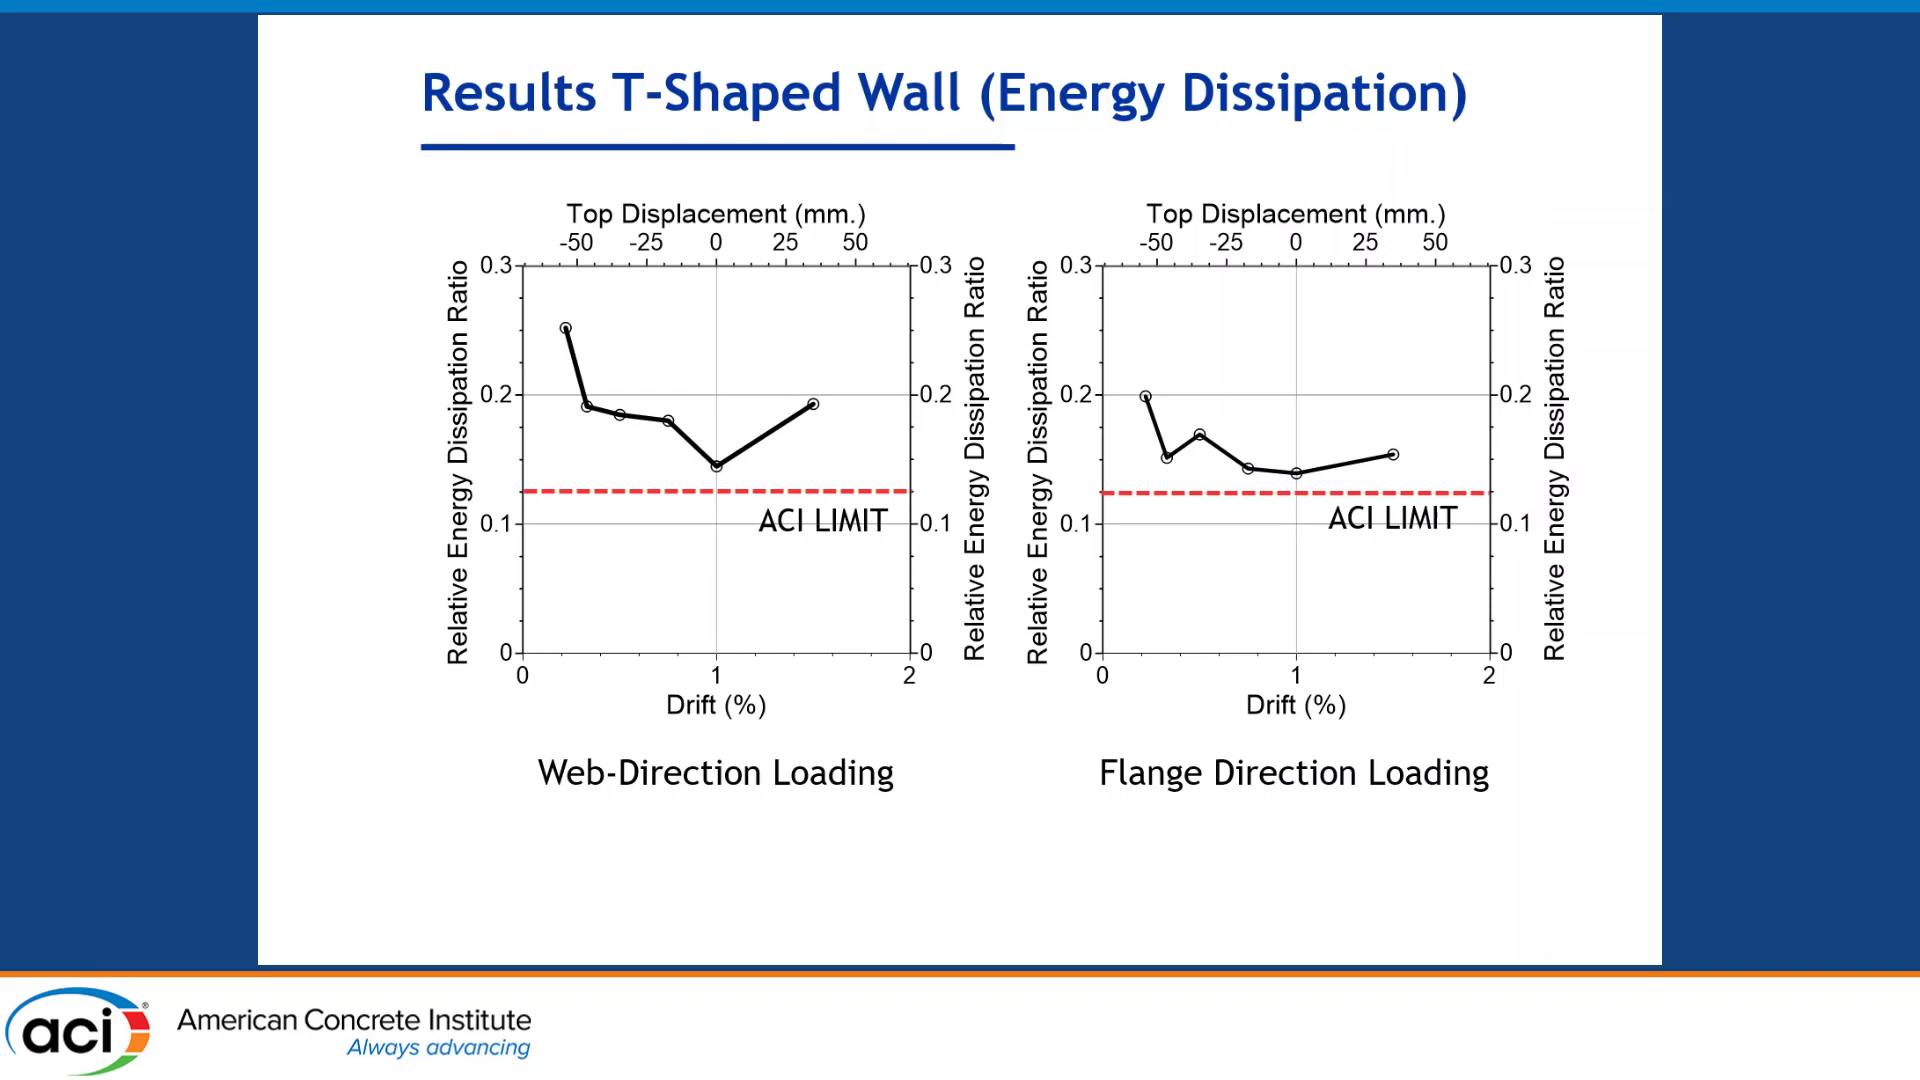 Results T-Shaped Wall (Energy Dissipation)
Top Displacement (mm.)
-50 -25 0 25 50
Relative Energy Dissipation Ratio
0.3
0.2
0.1
0
0.3
0.2
0.1
0
Relative Energy Dissipation Ratio
ACI LIMIT
0 1 2
Drift (%)
Web-Direction Loading
Top Displacement (mm.)
-50 -25 0 25 50
Relative Energy Dissipation Ratio
0.3
0.2
0.1
0
0.3
0.2
0.1
0
Relative Energy Dissipation Ratio
ACI LIMIT
0 1 2
Drift (%)
Flange Direction Loading
aci®
American Concrete Institute
Always advancing